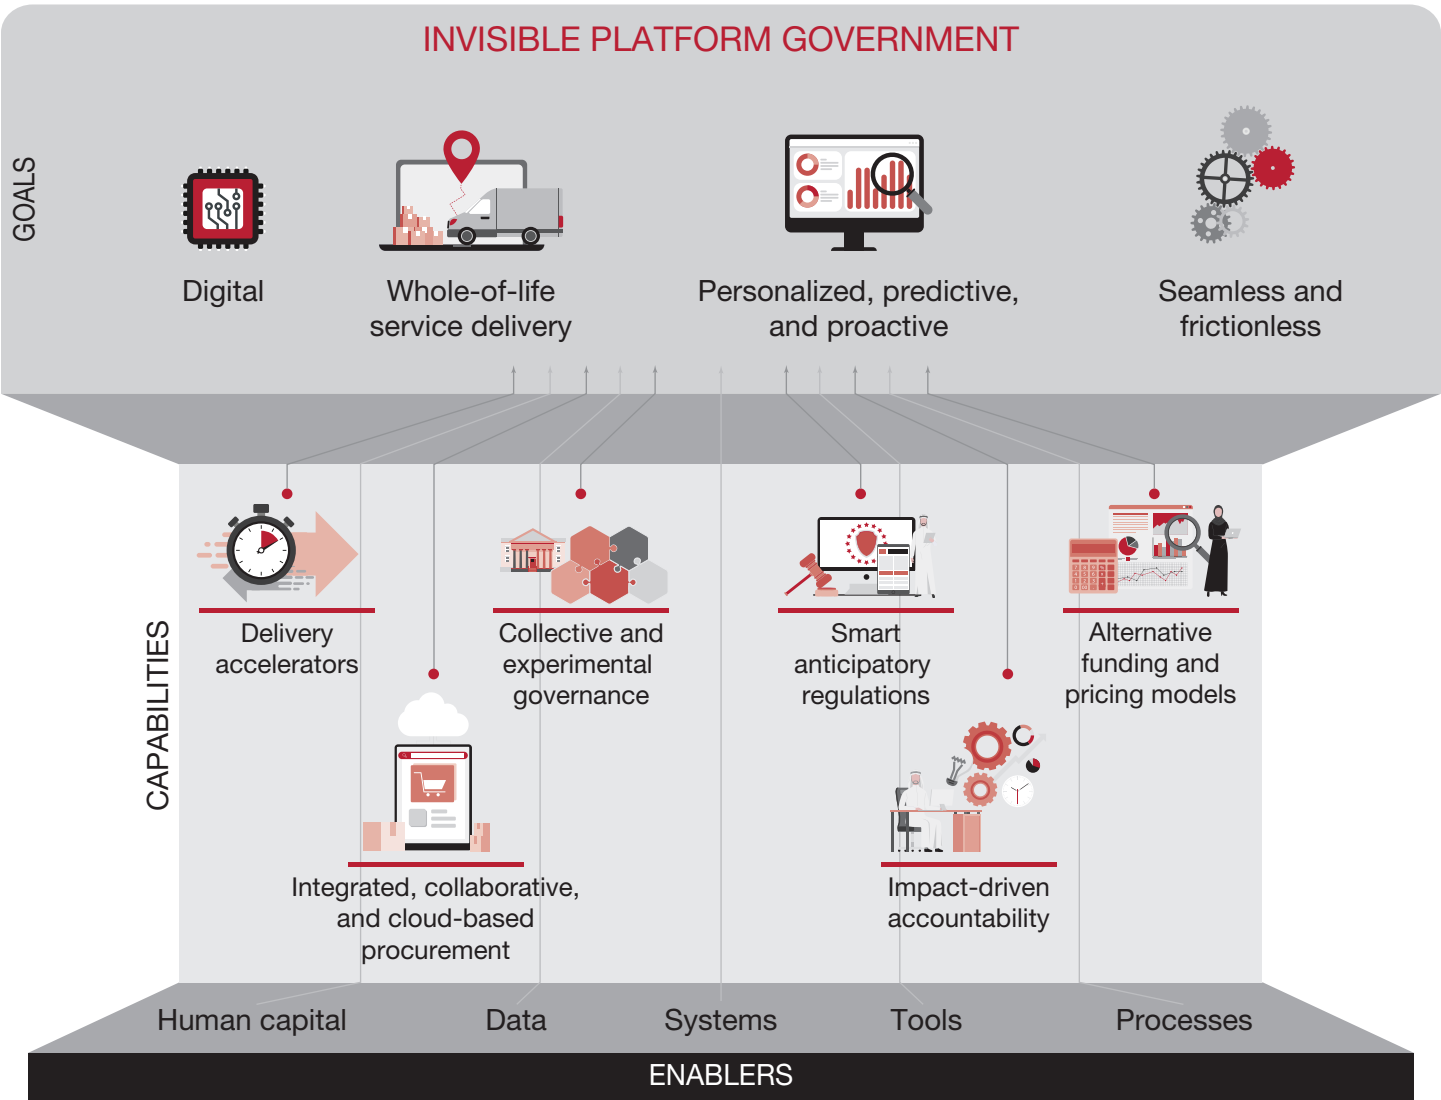 INVISIBLE PLATFORM GOVERNMENT
GOALS
Digital
Whole-of-life
service delivery
Personalized, predictive,
and proactive
Seamless and
frictionless
CAPABILITIES
Delivery
accelerators
Collective and
experimental
governance
Smart
anticipatory
regulations
Alternative
funding and
pricing models
Integrated, collaborative,
and cloud-based
procurement
Impact-driven
accountability
Human capital
Data
Systems
Tools
Processes
ENABLERS